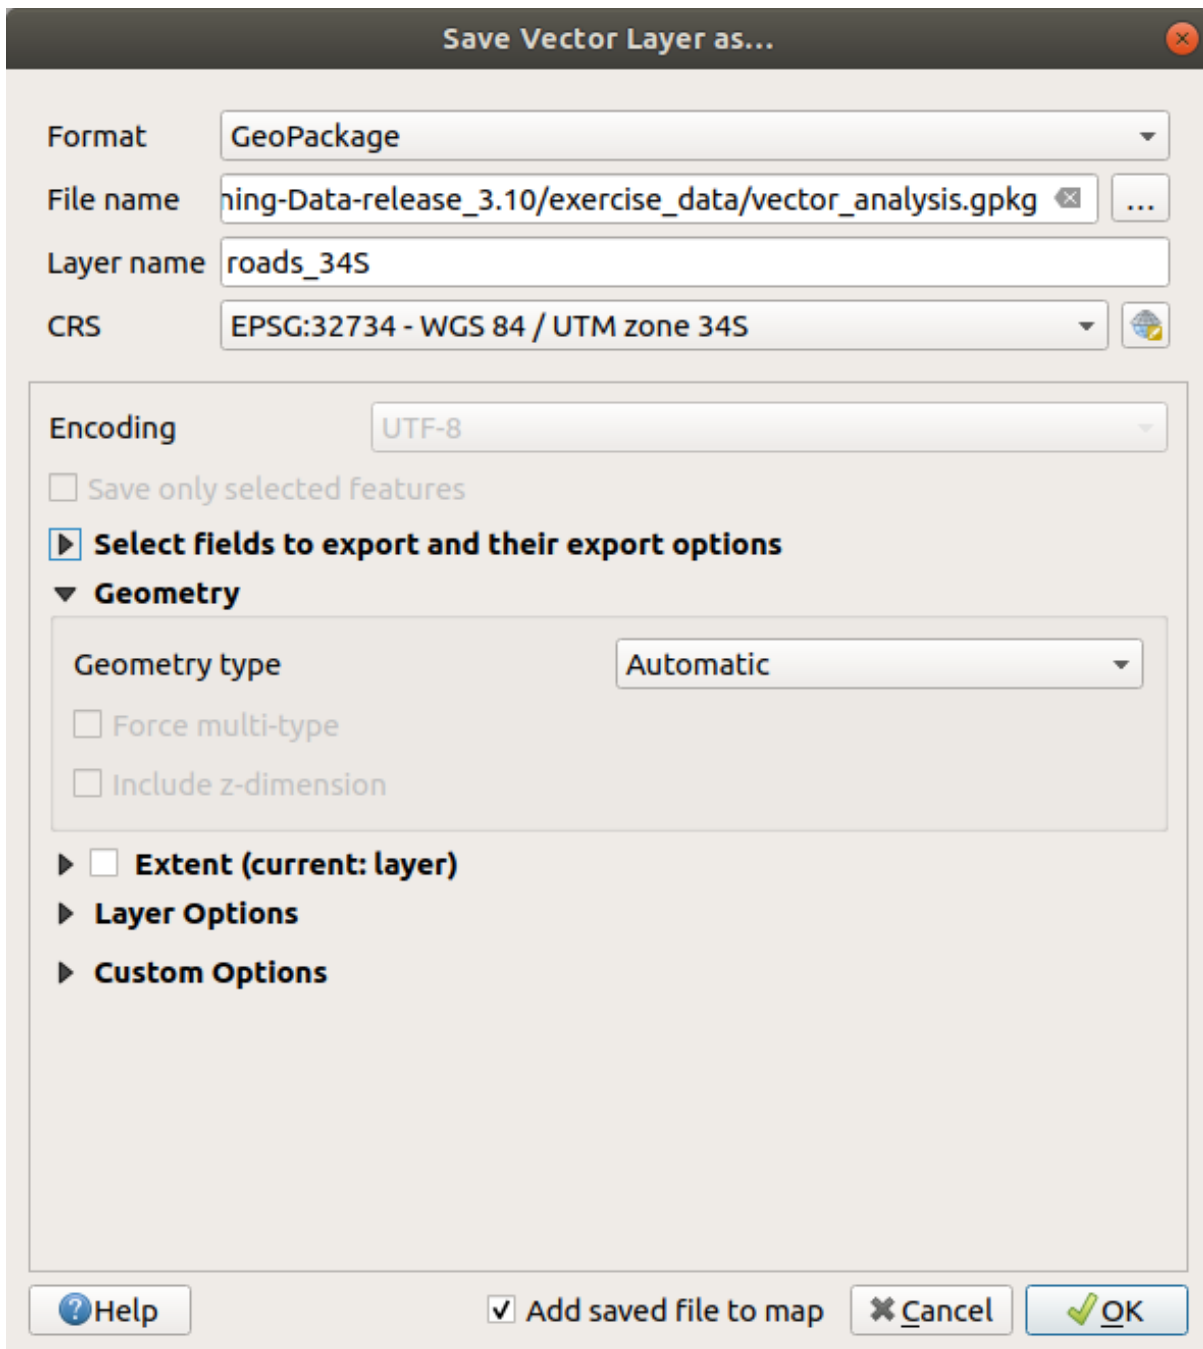 Save Vector Layer as...
Format GeoPackage
File name ning-Data-release_3.10/exercise_data/vector_analysis.gpkg ...
Layer name roads_34S
CRS EPSG:32734 - WGS 84 / UTM zone 34S
Encoding UTF-8
Save only selected features
Select fields to export and their export options
Geometry
Geometry type Automatic
Force multi-type
Include z-dimension
Extent (current: layer)
Layer Options
Custom Options
Help Add saved file to map Cancel OK